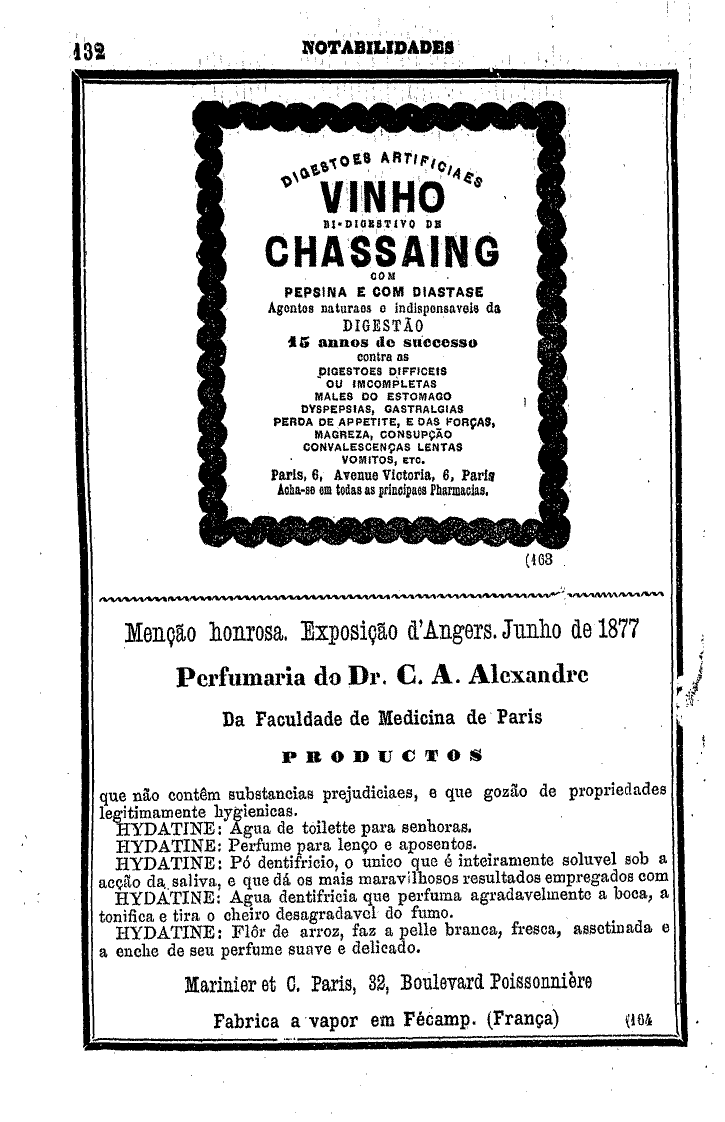 132
NOTABILIDADES
DIGESTOES ARTIFICIAES
VINHO
BI-DIGESTIVO DE
CHASSAING
COM
PEPSINA E COM DIASTASE
Agentes naturaes e indispensaveis da
DIGESTÃO
15 annos de successo
contra as
DIGESTOES DIFFICEIS
OU IMCOMPLETAS
MALES DO ESTOMAGO
DYSPEPSIAS, GASTRALGIAS
PERDA DE APPETITE, E DAS FORÇAS,
MAGREZA, CONSUPÇÃO
CONVALESCENÇAS LENTAS
VOMITOS, ETC.
Paris, 6, Avenue Victoria, 6, Paris
Acha-se em todas as principaes Pharmacias.
(163
Menção honrosa. Exposição d'Angers. Junho de 1877
Perfumaria do Dr. C. A. Alexandre
Da Faculdade de Medicina de Paris
PRODUCTOS
que não contêm substancias prejudiciaes, e que gozão de propriedades
legitimamente hygienicas.
HYDATINE: Agua de toilette para senhoras.
HYDATINE: Perfume para lenço e aposentos.
HYDATINE: Pó dentifricio, o unico que é inteiramente soluvel sob a
acção da saliva, e que dá os mais maravilhosos resultados empregados com
HYDATINE: Agua dentifricia que perfuma agradavelmente a boca, a
tonifica e tira o cheiro desagradavel do fumo.
HYDATINE: Flôr de arroz, faz a pelle branca, fresca, assetinada e
a enche de seu perfume suave e delicado.
Marinier et C. Paris, 32, Boulevard Poissonnière
Fabrica a vapor em Fécamp. (França)
(164